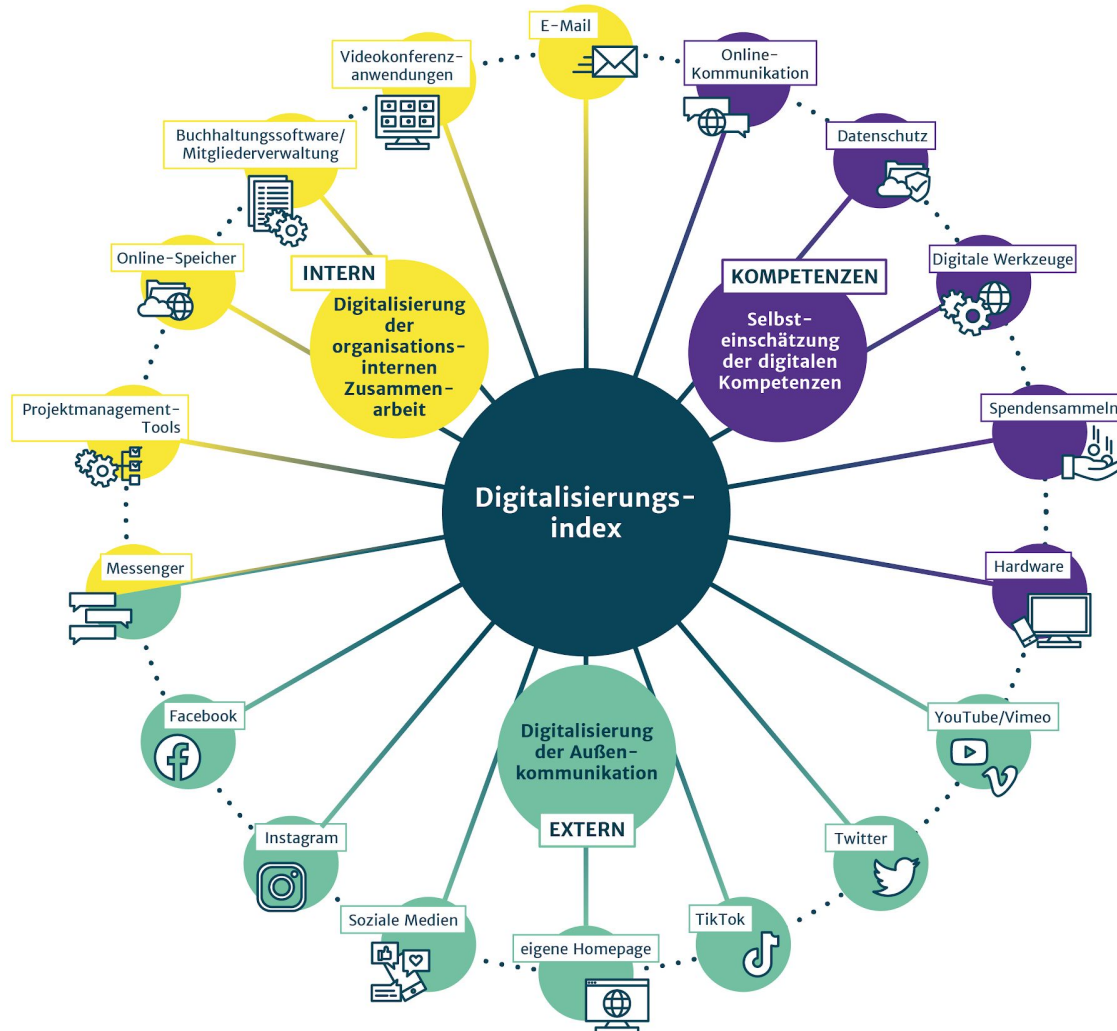 E-Mail
Videokonferenz-
anwendungen
Online-
Kommunikation
Buchhaltungssoftware/
Mitgliederverwaltung
Datenschutz
Online-Speicher
INTERN
Digitalisierung
der
organisations-
internen
Zusammen-
arbeit
KOMPETENZEN
Selbst-
einschätzung
der digitalen
Kompetenzen
Digitale Werkzeuge
Projektmanagement-
Tools
Spendensammeln
Digitalisierungs-
index
Messenger
Hardware
Facebook
Digitalisierung
der Außen-
kommunikation
EXTERN
YouTube/Vimeo
Instagram
Twitter
Soziale Medien
eigene Homepage
TikTok